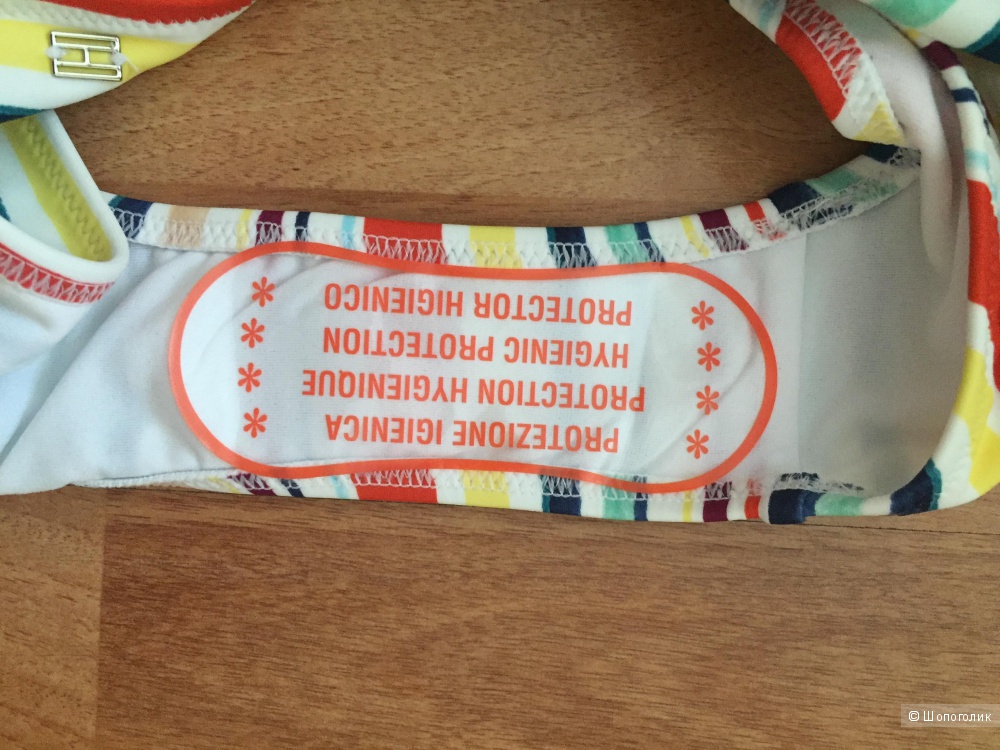 PROTEZIONE IGIENICA
PROTECTION HYGIENIQUE
HYGIENIC PROTECTION
PROTECTOR HIGIENICO
© Шопоголик